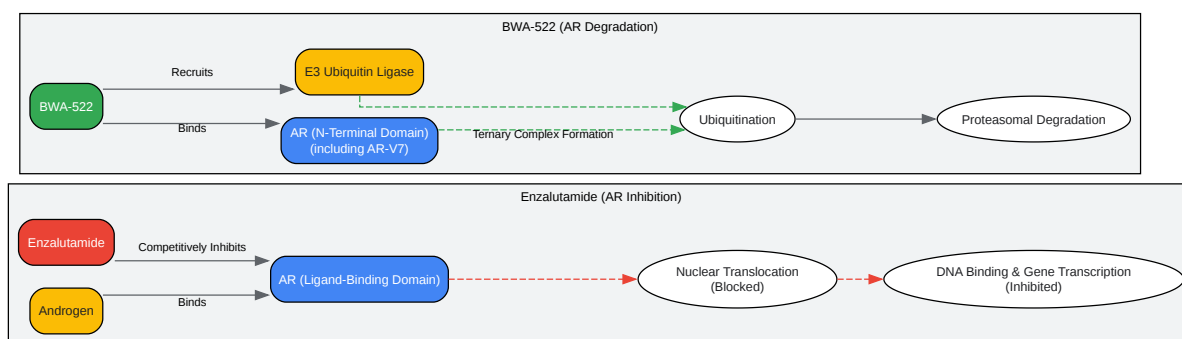 BWA-522 (AR Degradation)
BWA-522
Recruits
Binds
E3 Ubiquitin Ligase
AR (N-Terminal Domain)
(including AR-V7)
Ternary Complex Formation
Ubiquitination
Proteasomal Degradation
Enzalutamide (AR Inhibition)
Enzalutamide
Competitively Inhibits
Androgen
Binds
AR (Ligand-Binding Domain)
Nuclear Translocation
(Blocked)
DNA Binding & Gene Transcription
(Inhibited)